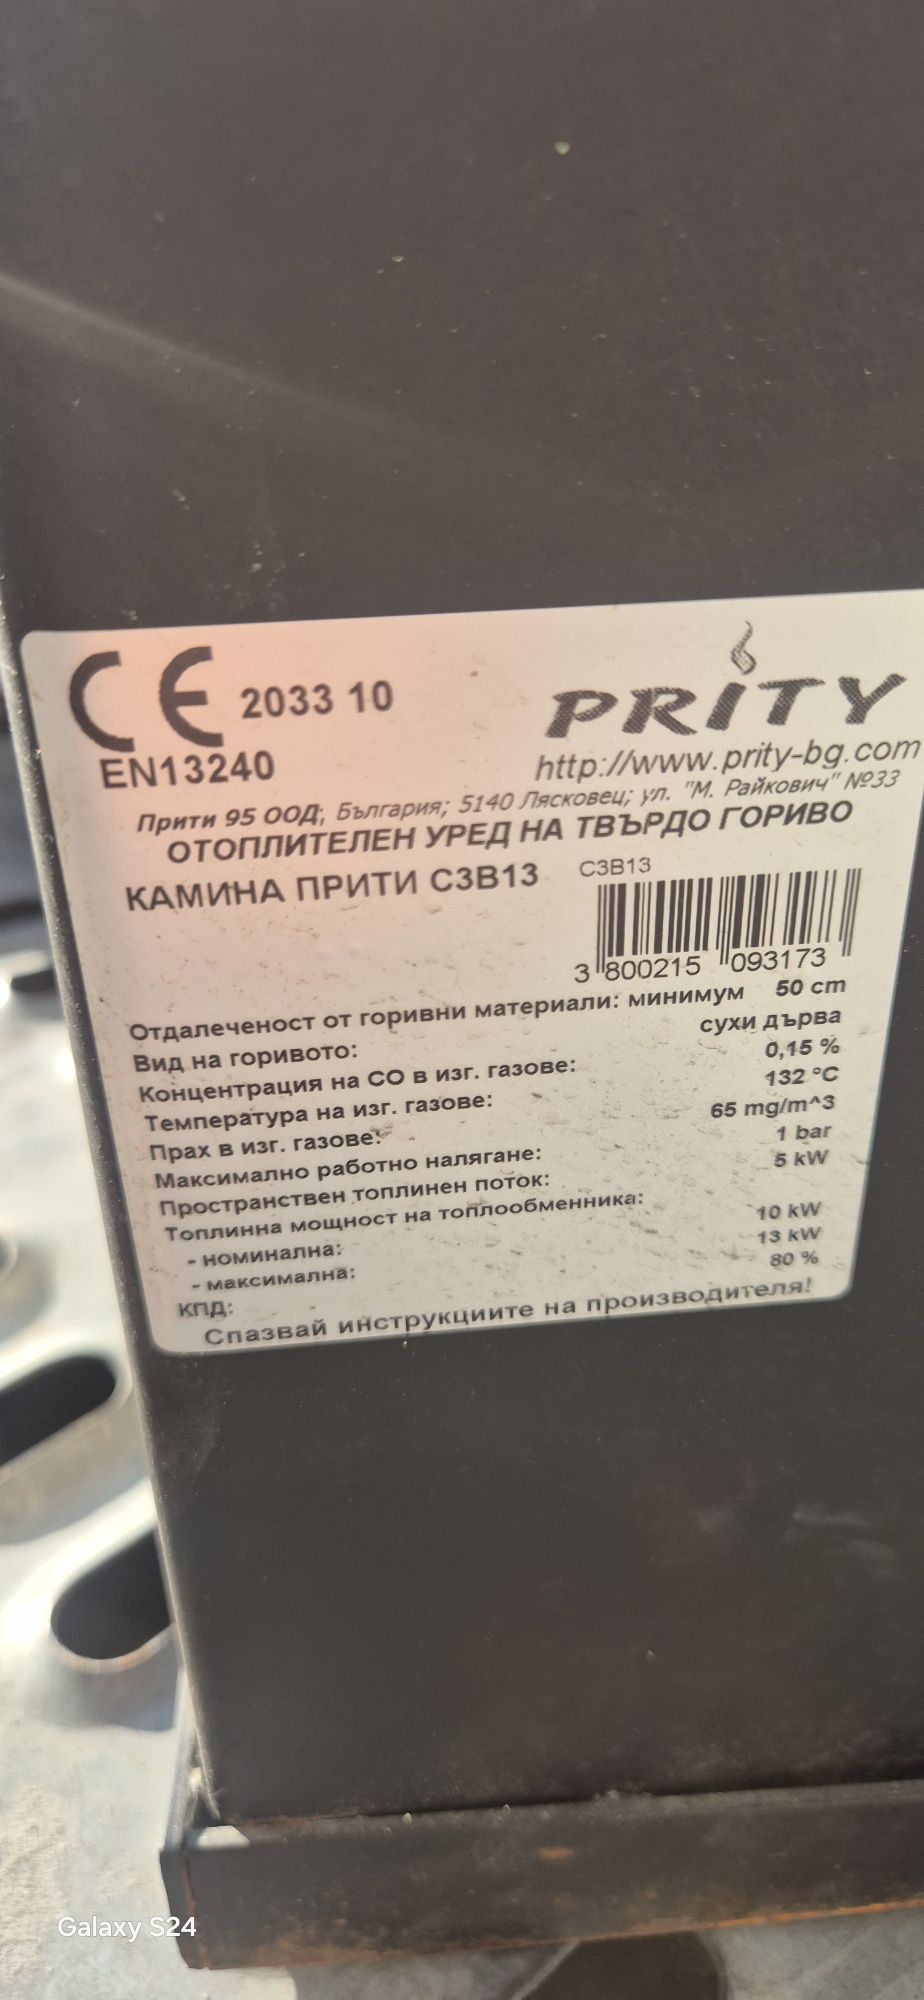 CE 2033 10
PRITY
EN13240
http://www.prity-bg.com
Прити 95 ООД; България; 5140 Лясковец; ул. "М. Райкович" №33
ОТОПЛИТЕЛЕН УРЕД НА ТВЪРДО ГОРИВО
КАМИНА ПРИТИ С3В13
C3B13
3 800215 093173
Отдалеченост от горивни материали: минимум 50 cm
Вид на горивото: сухи дърва
Концентрация на CO в изг. газове: 0,15 %
Температура на изг. газове: 132 °C
Прах в изг. газове: 65 mg/m^3
Максимално работно налягане: 1 bar
Пространствен топлинен поток: 5 kW
Топлинна мощност на топлообменника:
- номинална: 10 kW
- максимална: 13 kW
КПД: 80 %
Спазвай инструкциите на производителя!
Galaxy S24